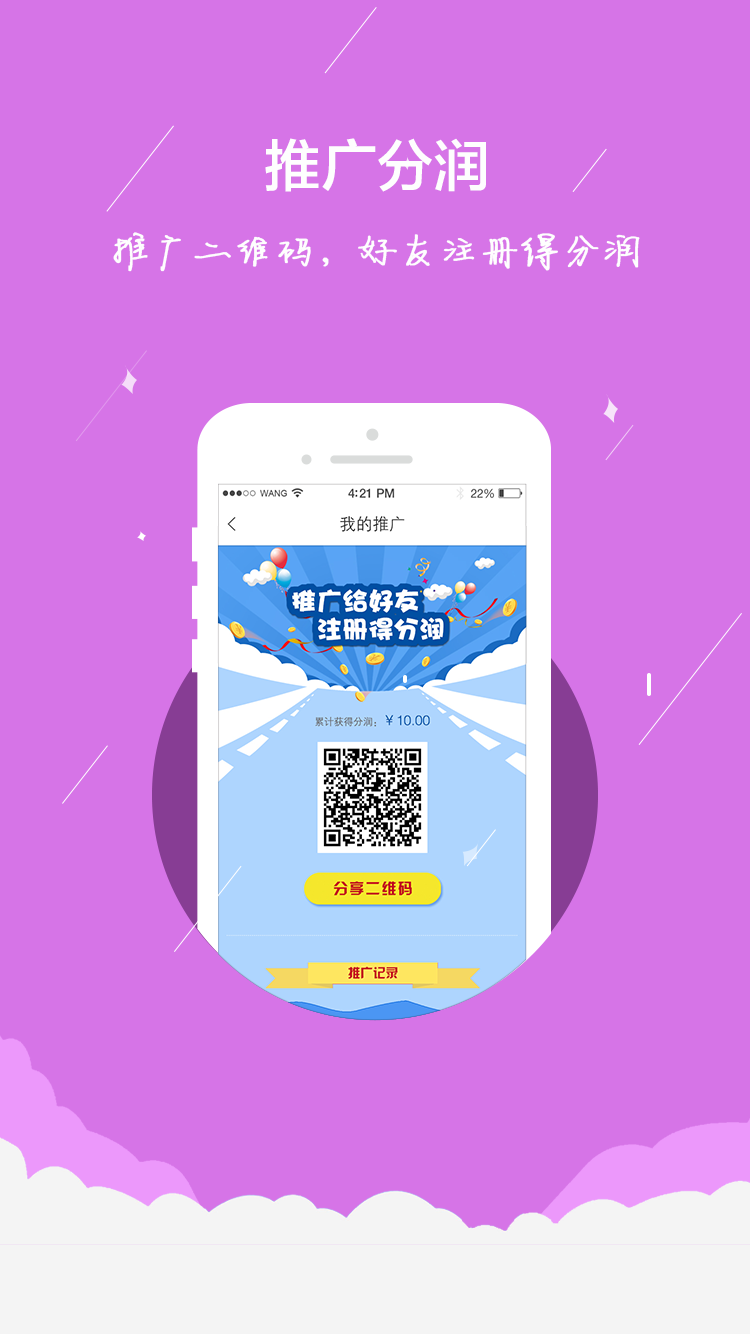 推广分润
推广二维码，好友注册得分润
WANG 4:21 PM 22%
我的推广
推广给好友
注册得分润
累计获得分润：￥10.00
分享二维码
推广记录